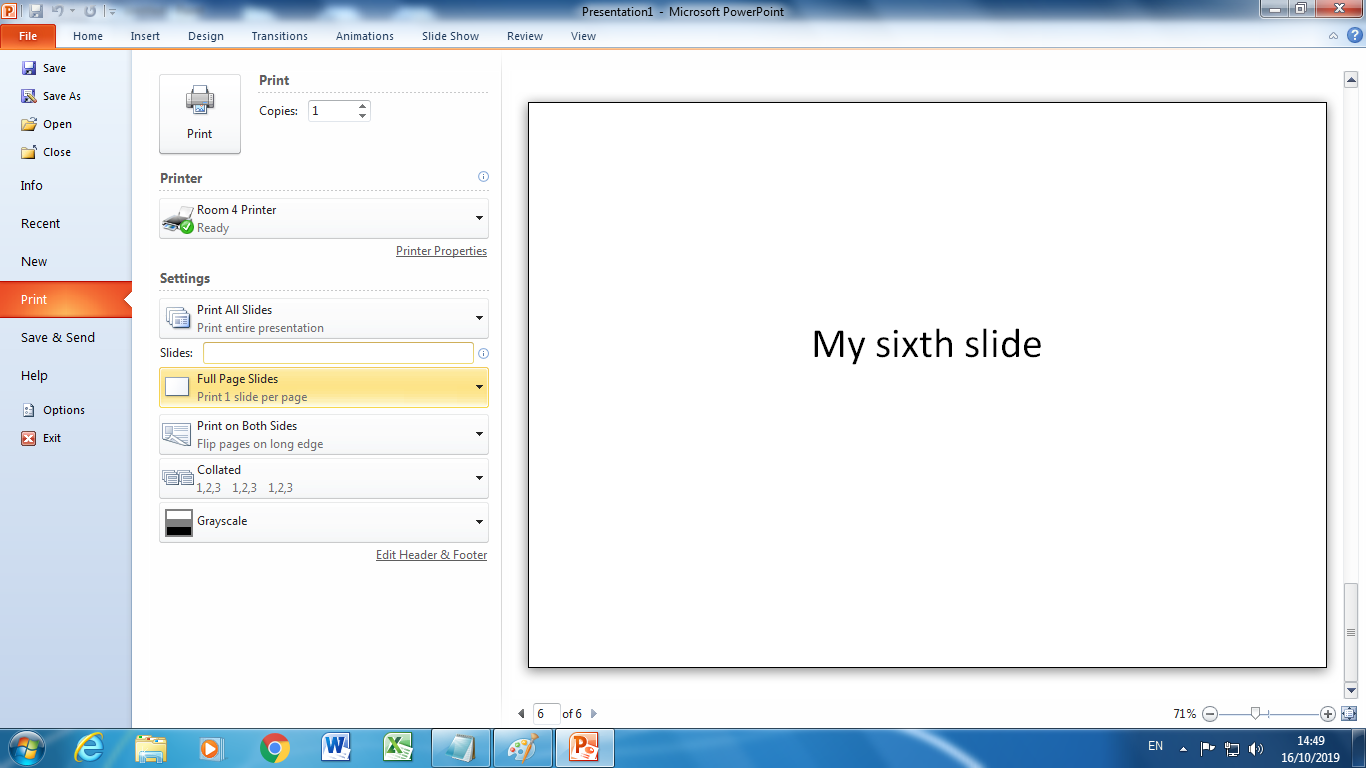 Presentation1 - Microsoft PowerPoint
File Home Insert Design Transitions Animations Slide Show Review View
Save
Save As
Open
Close
Info
Recent
New
Print
Save & Send
Help
Options
Exit
Print
Print
Copies: 1
Printer
Room 4 Printer
Ready
Printer Properties
Settings
Print All Slides
Print entire presentation
Slides:
Full Page Slides
Print 1 slide per page
Print on Both Sides
Flip pages on long edge
Collated
1,2,3 1,2,3 1,2,3
Grayscale
Edit Header & Footer
My sixth slide
6 of 6
71%
EN
14:49
16/10/2019